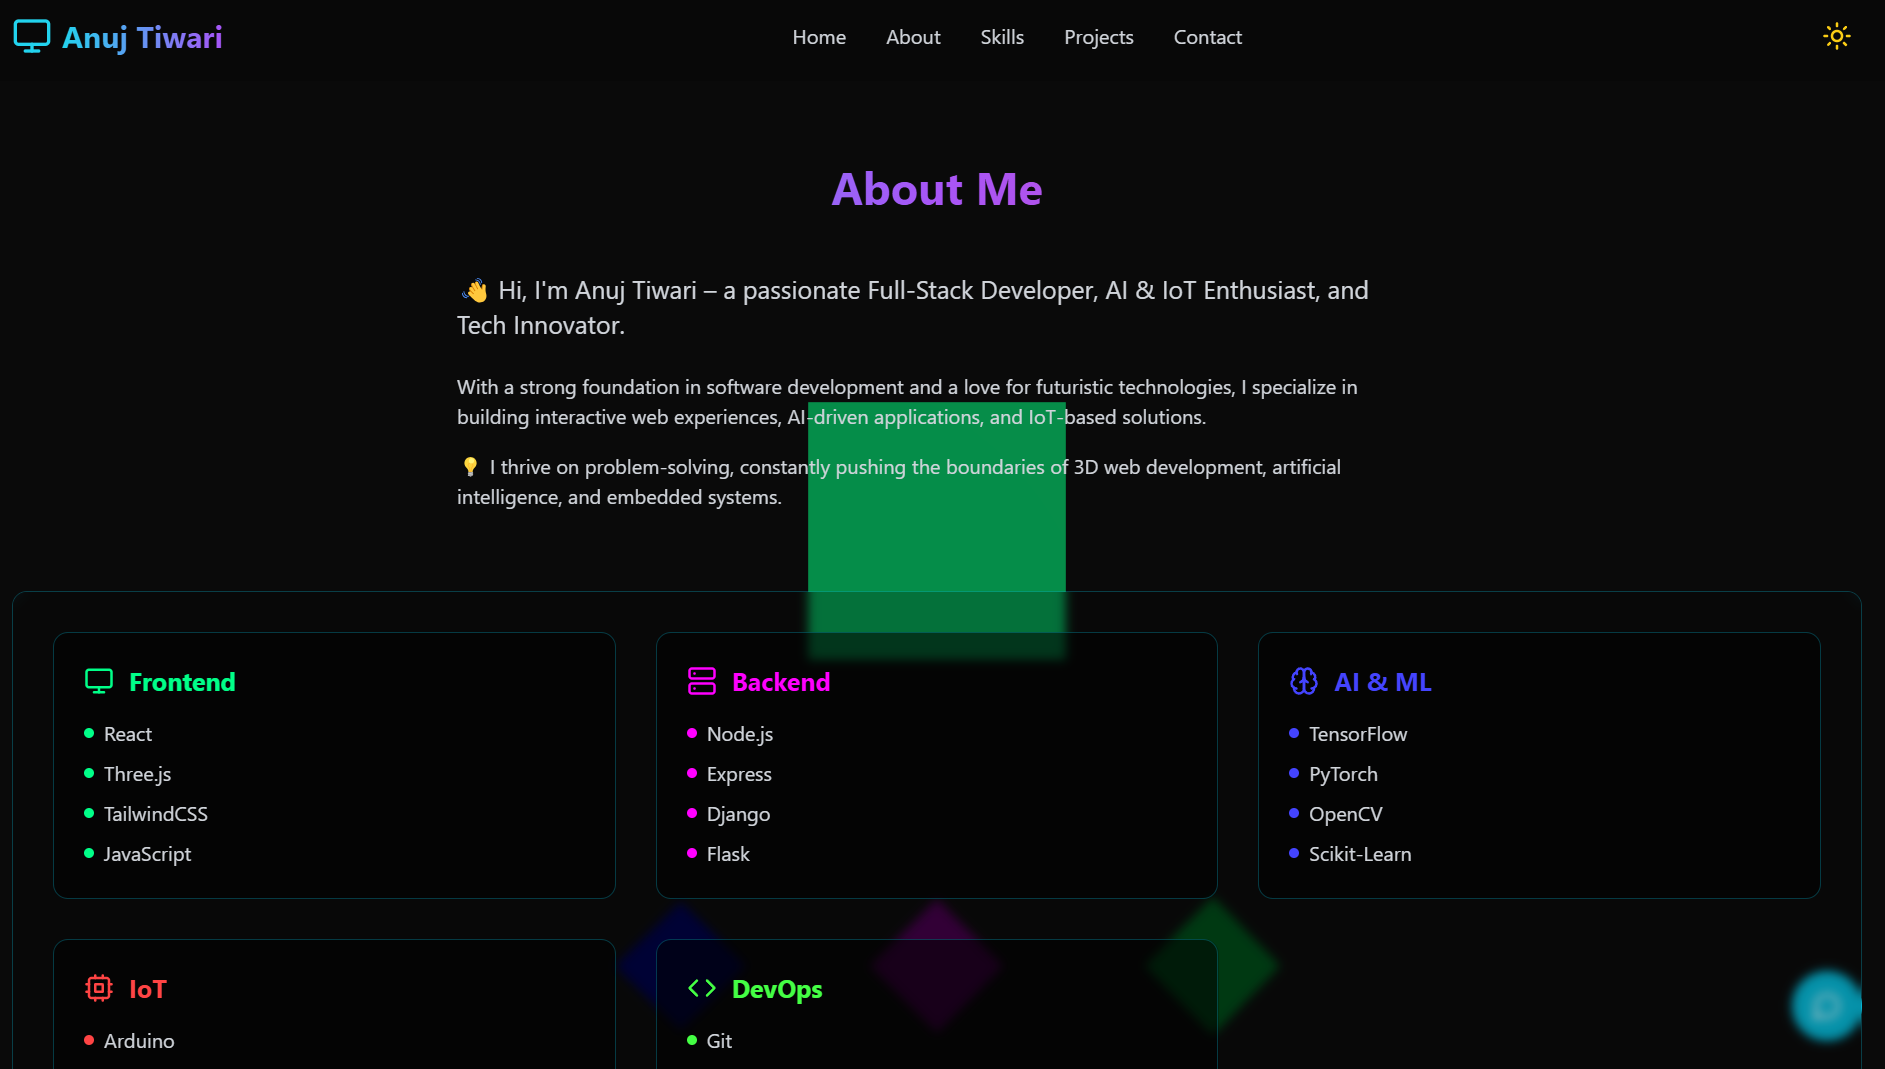 Anuj Tiwari
Home
About
Skills
Projects
Contact
About Me
👋 Hi, I'm Anuj Tiwari – a passionate Full-Stack Developer, AI & IoT Enthusiast, and
Tech Innovator.
With a strong foundation in software development and a love for futuristic technologies, I specialize in
building interactive web experiences, AI-driven applications, and IoT-based solutions.
💡 I thrive on problem-solving, constantly pushing the boundaries of 3D web development, artificial
intelligence, and embedded systems.
Frontend
React
Three.js
TailwindCSS
JavaScript
Backend
Node.js
Express
Django
Flask
AI & ML
TensorFlow
PyTorch
OpenCV
Scikit-Learn
IoT
Arduino
DevOps
Git